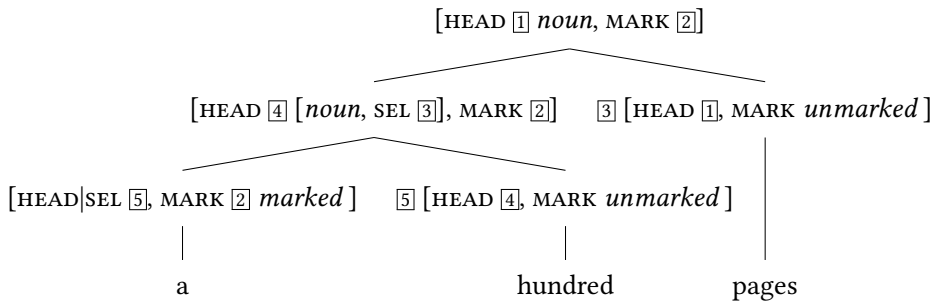 [HEAD 1 noun, MARK 2]
[HEAD 4 [noun, SEL 3], MARK 2] 3 [HEAD 1, MARK unmarked]
[HEAD|SEL 5, MARK 2 marked] 5 [HEAD 4, MARK unmarked]
a hundred pages